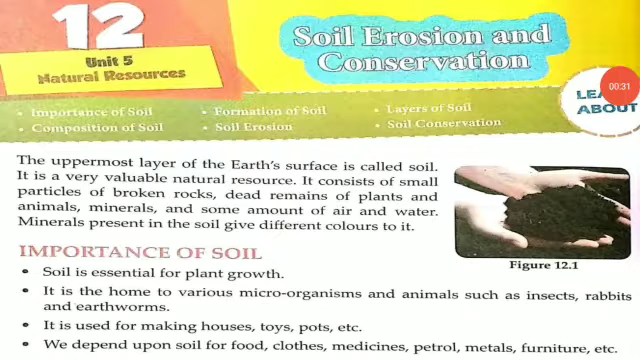 12
Unit 5
Natural Resources
Soil Erosion and
Conservation
LE
ABOUT
00:31
• Importance of Soil • Formation of Soil • Layers of Soil
• Composition of Soil • Soil Erosion • Soil Conservation
The uppermost layer of the Earth's surface is called soil.
It is a very valuable natural resource. It consists of small
particles of broken rocks, dead remains of plants and
animals, minerals, and some amount of air and water.
Minerals present in the soil give different colours to it.
Figure 12.1
IMPORTANCE OF SOIL
• Soil is essential for plant growth.
• It is the home to various micro-organisms and animals such as insects, rabbits
and earthworms.
• It is used for making houses, toys, pots, etc.
• We depend upon soil for food, clothes, medicines, petrol, metals, furniture, etc.